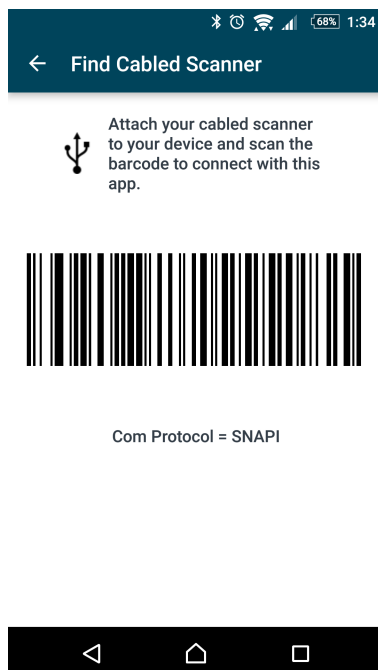 68% 1:34
Find Cabled Scanner
Attach your cabled scanner
to your device and scan the
barcode to connect with this
app.
Com Protocol = SNAPI